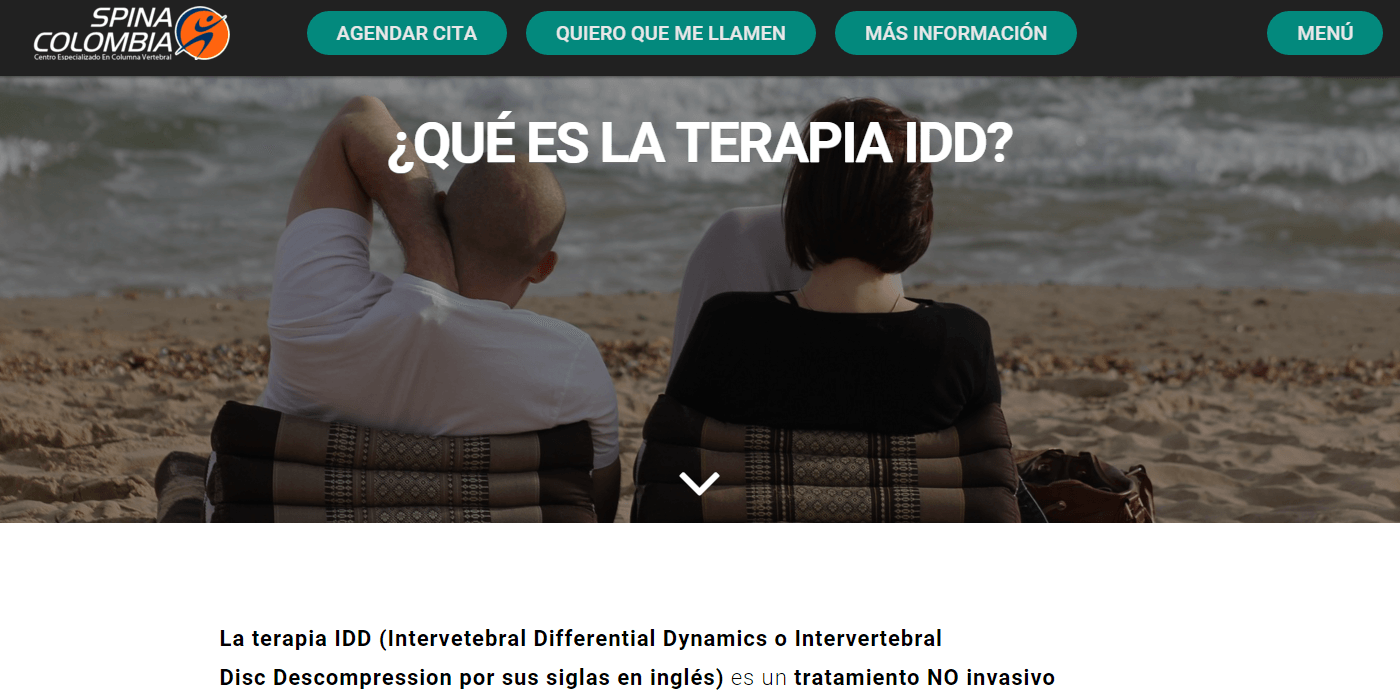 SPINA
COLOMBIA
Centro Especializado En Columna Vertebral
AGENDAR CITA
QUIERO QUE ME LLAMEN
MÁS INFORMACIÓN
MENÚ
¿QUÉ ES LA TERAPIA IDD?
La terapia IDD (Intervetebral Differential Dynamics o Intervertebral
Disc Descompression por sus siglas en inglés) es un tratamiento NO invasivo